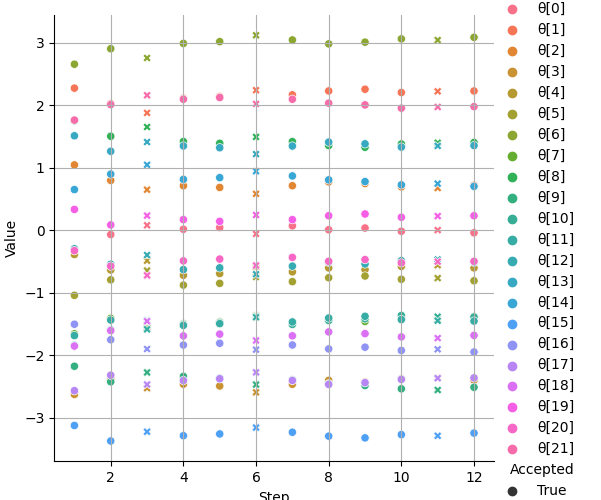 3
2
1
0
−1
−2
−3
Value
2
4
6
8
10
12
Step
θ[0]
θ[1]
θ[2]
θ[3]
θ[4]
θ[5]
θ[6]
θ[7]
θ[8]
θ[9]
θ[10]
θ[11]
θ[12]
θ[13]
θ[14]
θ[15]
θ[16]
θ[17]
θ[18]
θ[19]
θ[20]
θ[21]
Accepted
True